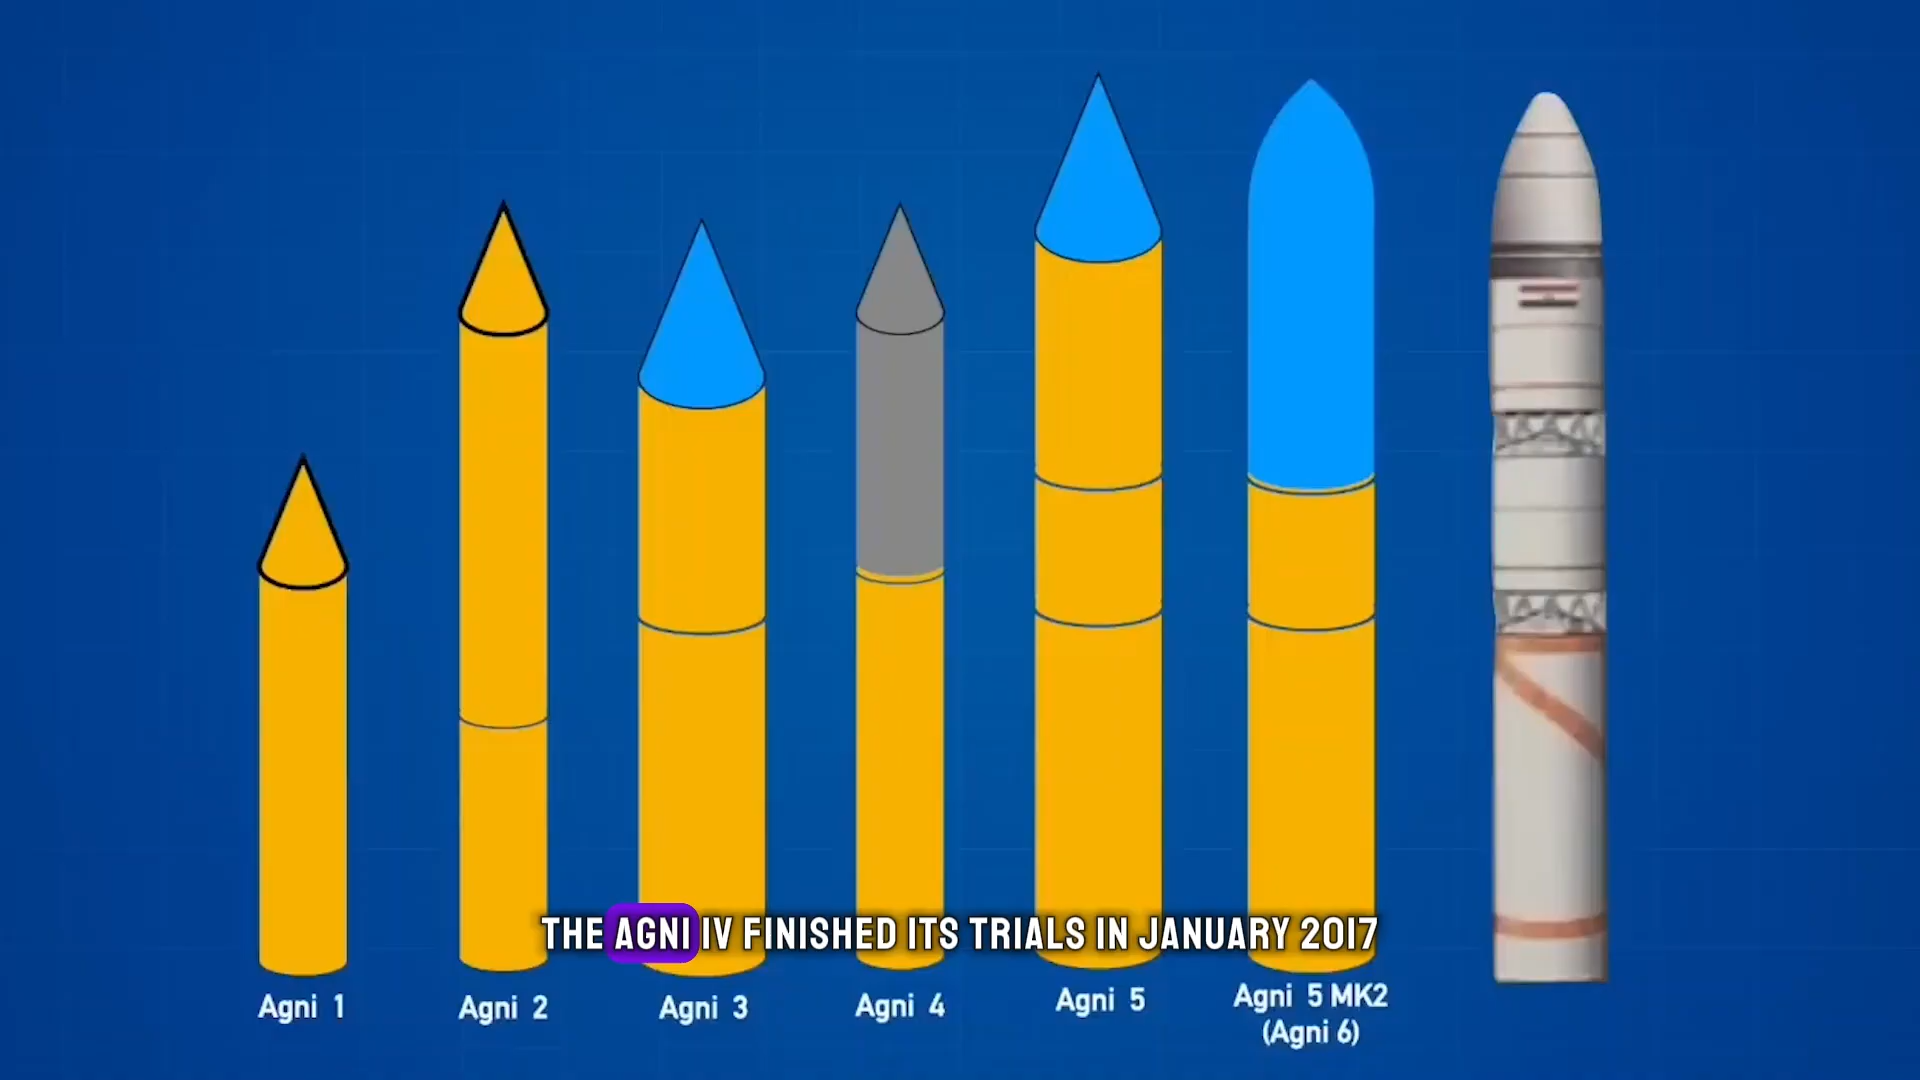 THE AGNI IV FINISHED ITS TRIALS IN JANUARY 2017
Agni 1
Agni 2
Agni 3
Agni 4
Agni 5
Agni 5 MK2
(Agni 6)